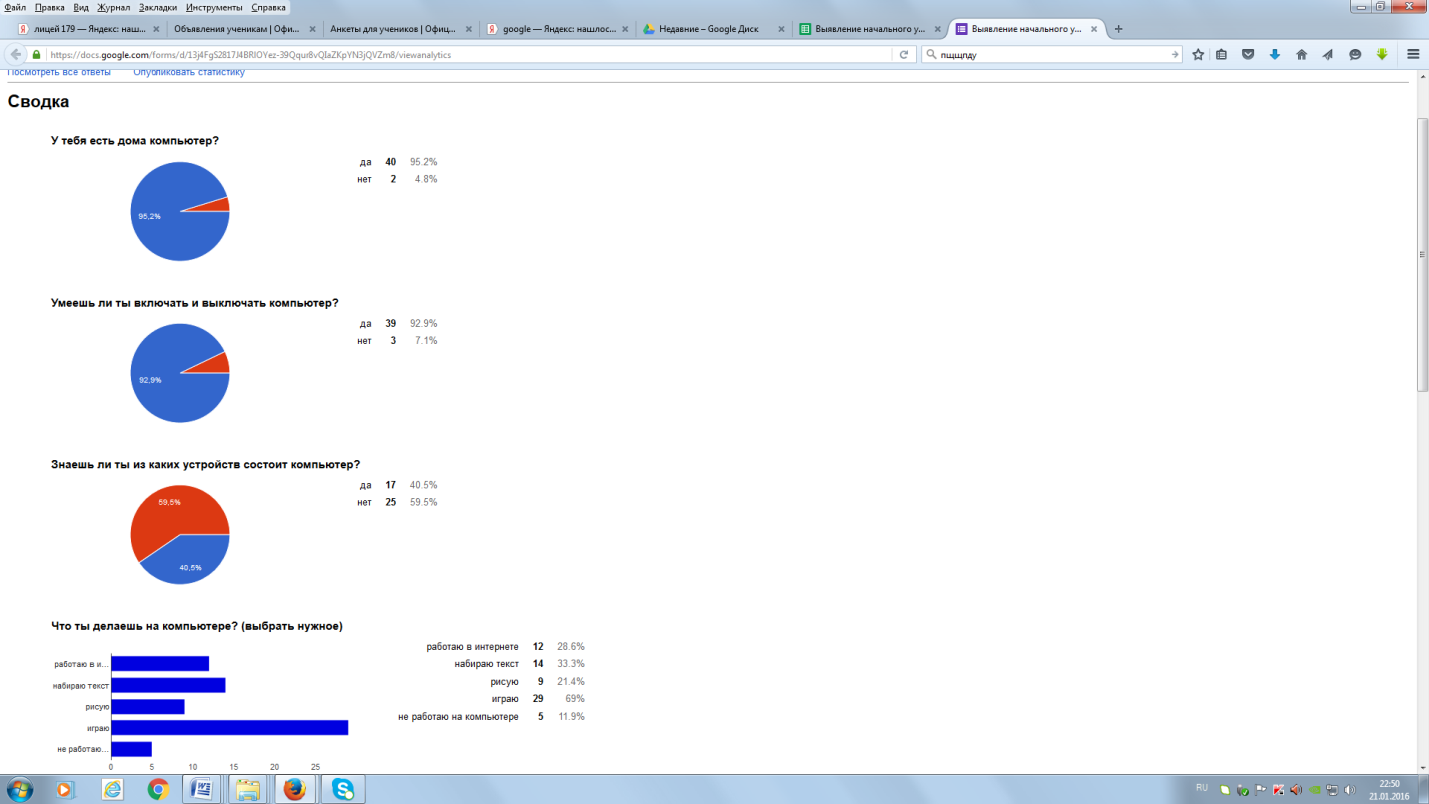 Файл Правка Вид Журнал Закладки Инструменты Справка
лицей 179 — Яндекс: наш... Объявления ученикам | Офи... Анкеты для учеников | Офиц... google — Яндекс: нашлос... Недавние – Google Диск Выявление начального у... Выявление начального у...
https://docs.google.com/forms/d/13j4FgS2817J4BRIOYez-39Qqur8vQIaZKpYN3jQVZm8/viewanalytics пщщпду
Посмотреть все ответы Опубликовать статистику
Сводка
У тебя есть дома компьютер?
да 40 95.2%
нет 2 4.8%
95,2%
Умеешь ли ты включать и выключать компьютер?
да 39 92.9%
нет 3 7.1%
92,9%
Знаешь ли ты из каких устройств состоит компьютер?
да 17 40.5%
нет 25 59.5%
59,5%
40,5%
Что ты делаешь на компьютере? (выбрать нужное)
работаю в интернете 12 28.6%
набираю текст 14 33.3%
рисую 9 21.4%
играю 29 69%
не работаю на компьютере 5 11.9%
работаю в и...
набираю текст
рисую
играю
не работаю...
0 5 10 15 20 25
RU 22:50
21.01.2016